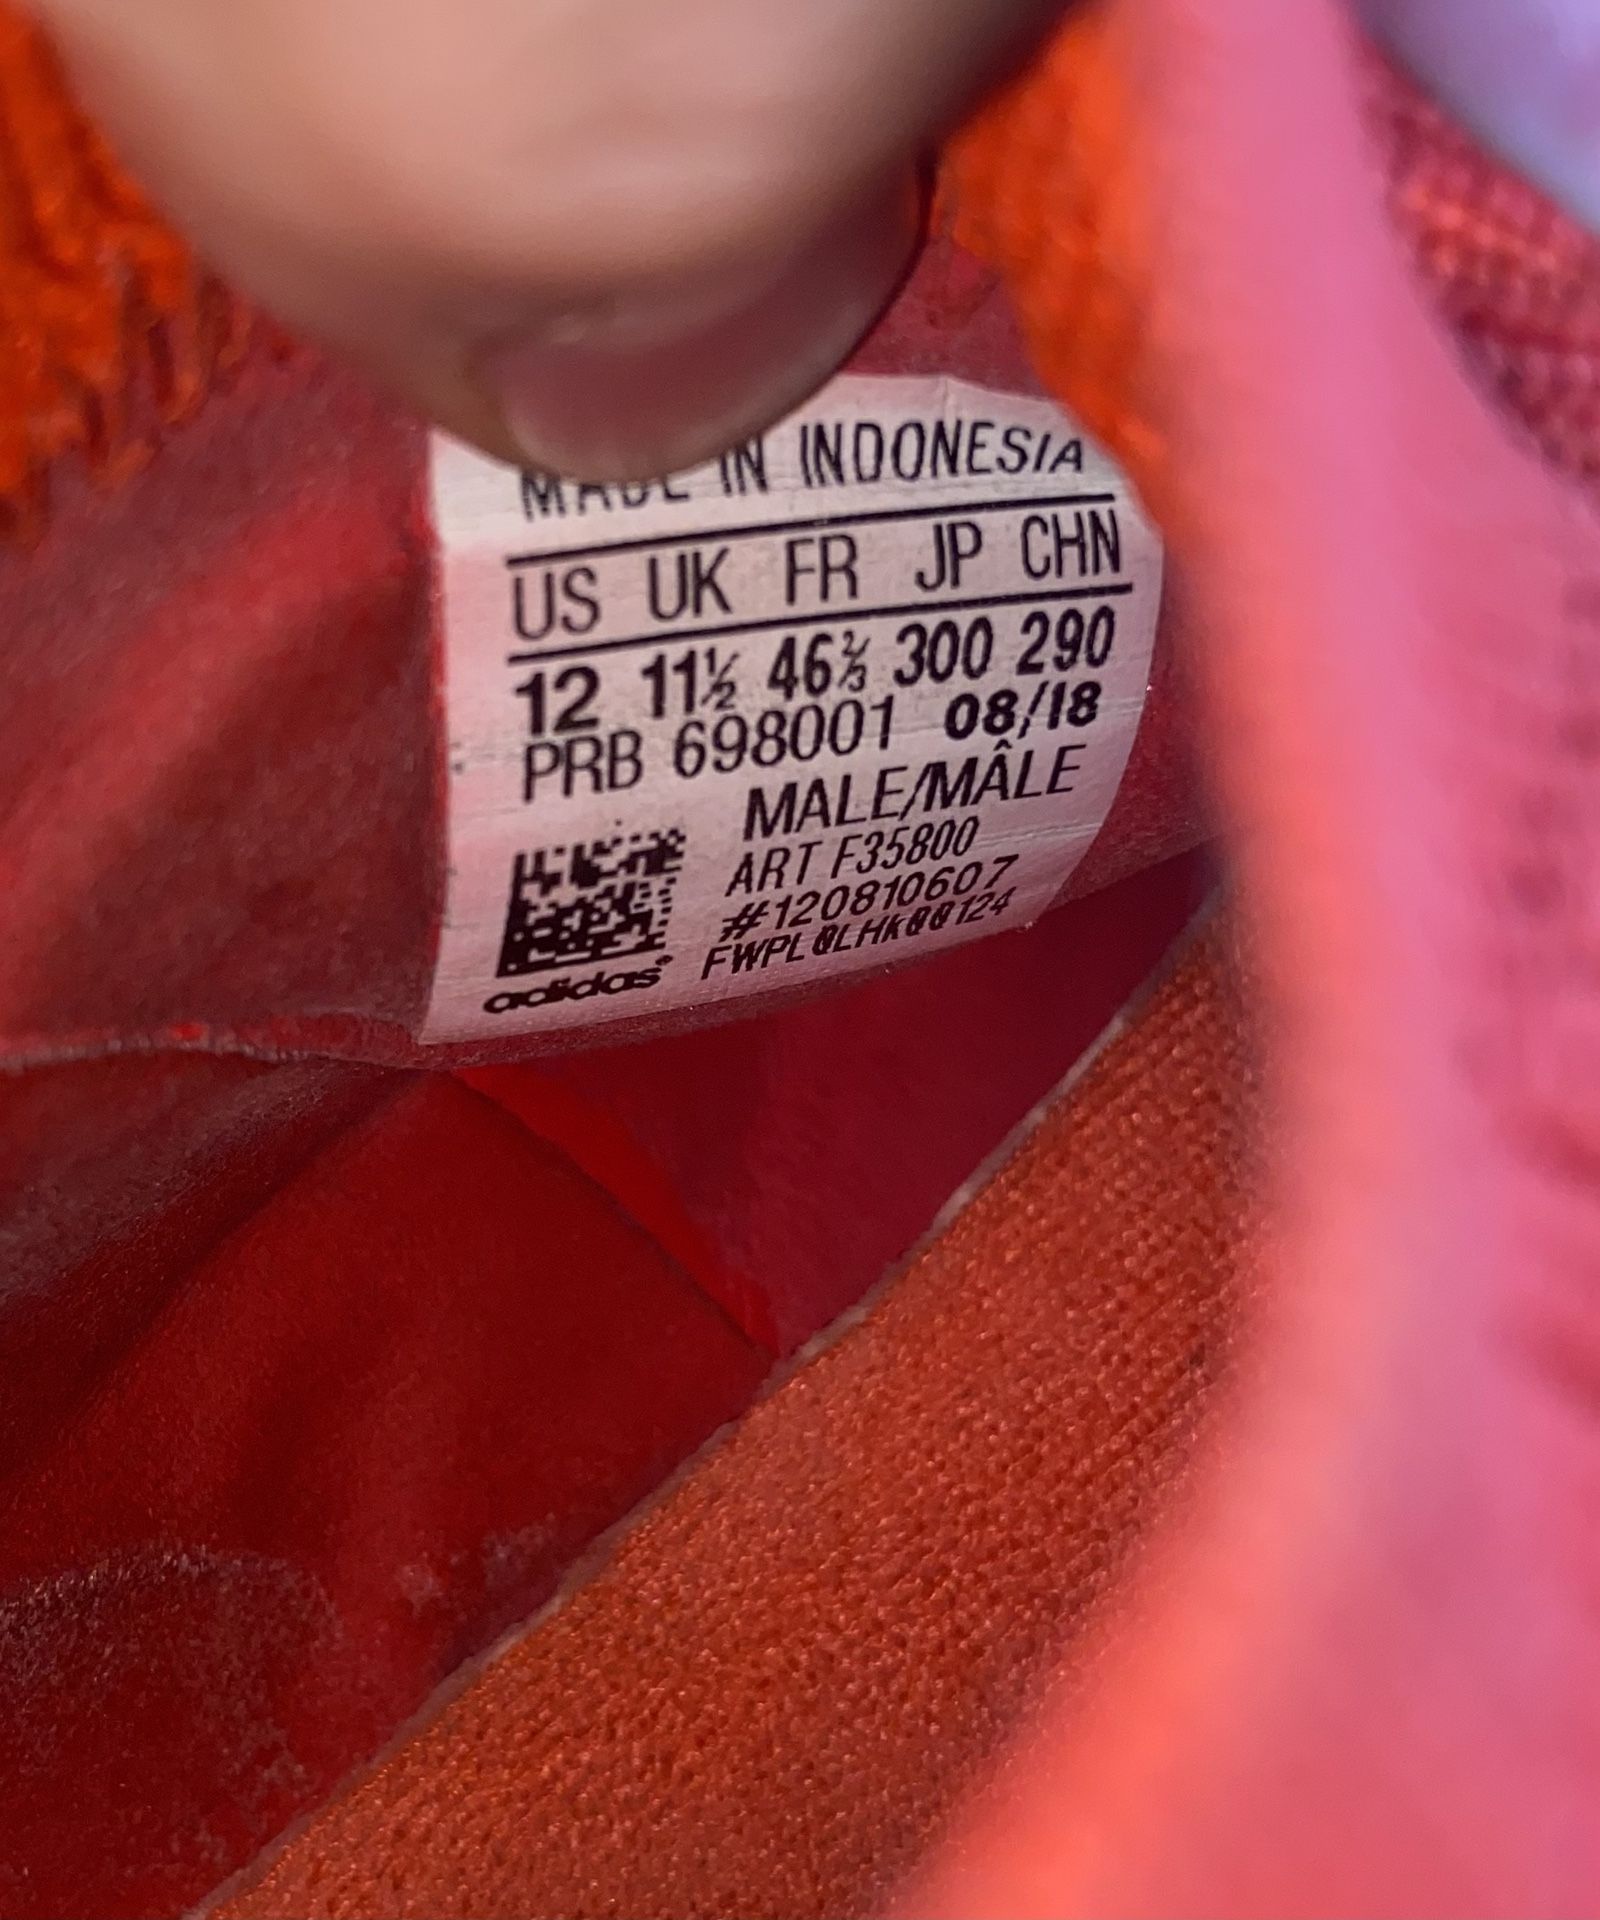 MADE IN INDONESIA
US UK FR JP CHN
12 11½ 46⅔ 300 290
PRB 698001 08/18
MALE/MÂLE
ART F35800
#120810607
FWPL0LHK00124
adidas®